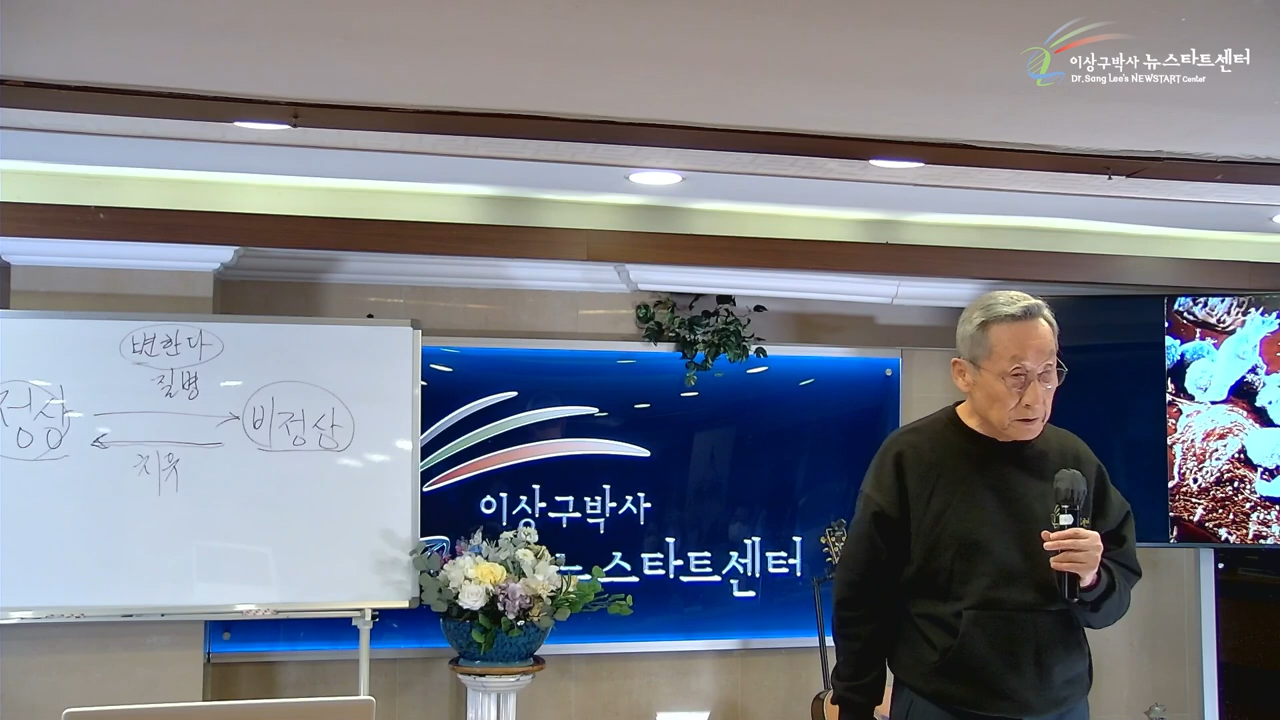 이상구박사 뉴스타트센터
Dr. Sang Lee's NEWSTART Center
변한다
질병
정상
비정상
치유
이상구박사
뉴스타트센터